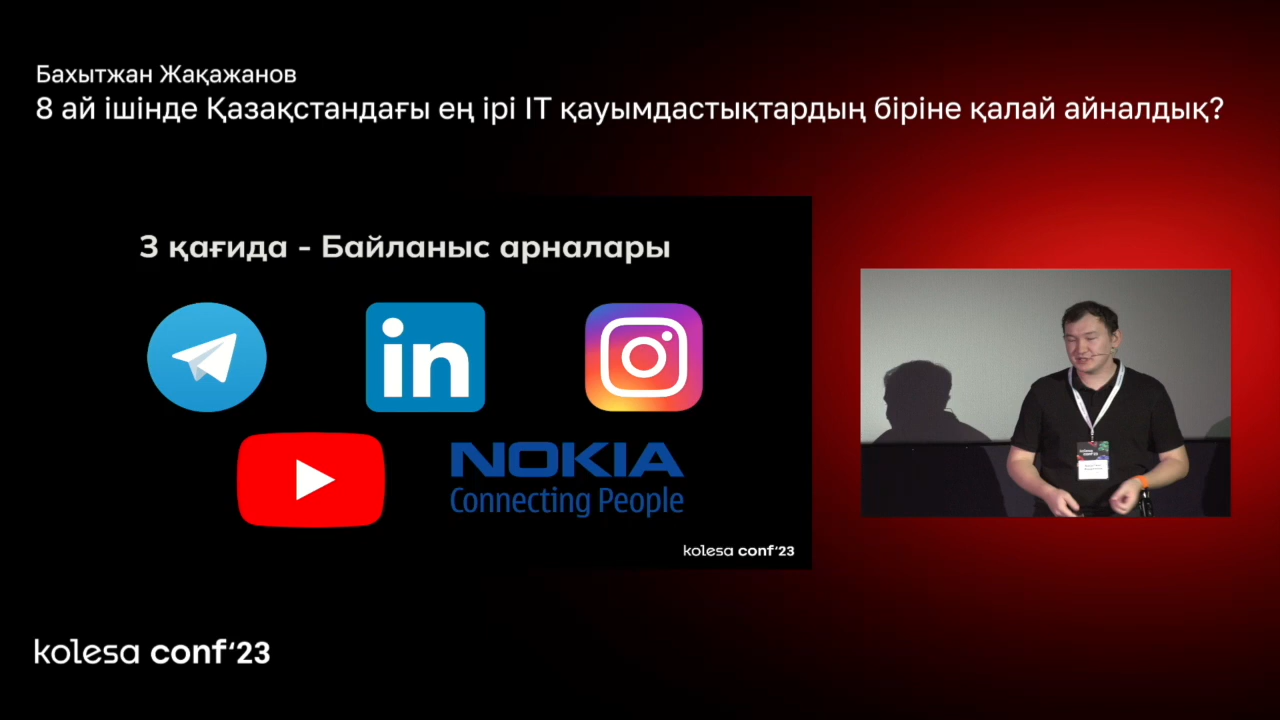 Бахытжан Жақажанов
8 ай ішінде Қазақстандағы ең ірі IT қауымдастықтардың біріне қалай айналдық?
3 қағида - Байланыс арналары
in
NOKIA
Connecting People
kolesa conf'23
kolesa conf'23